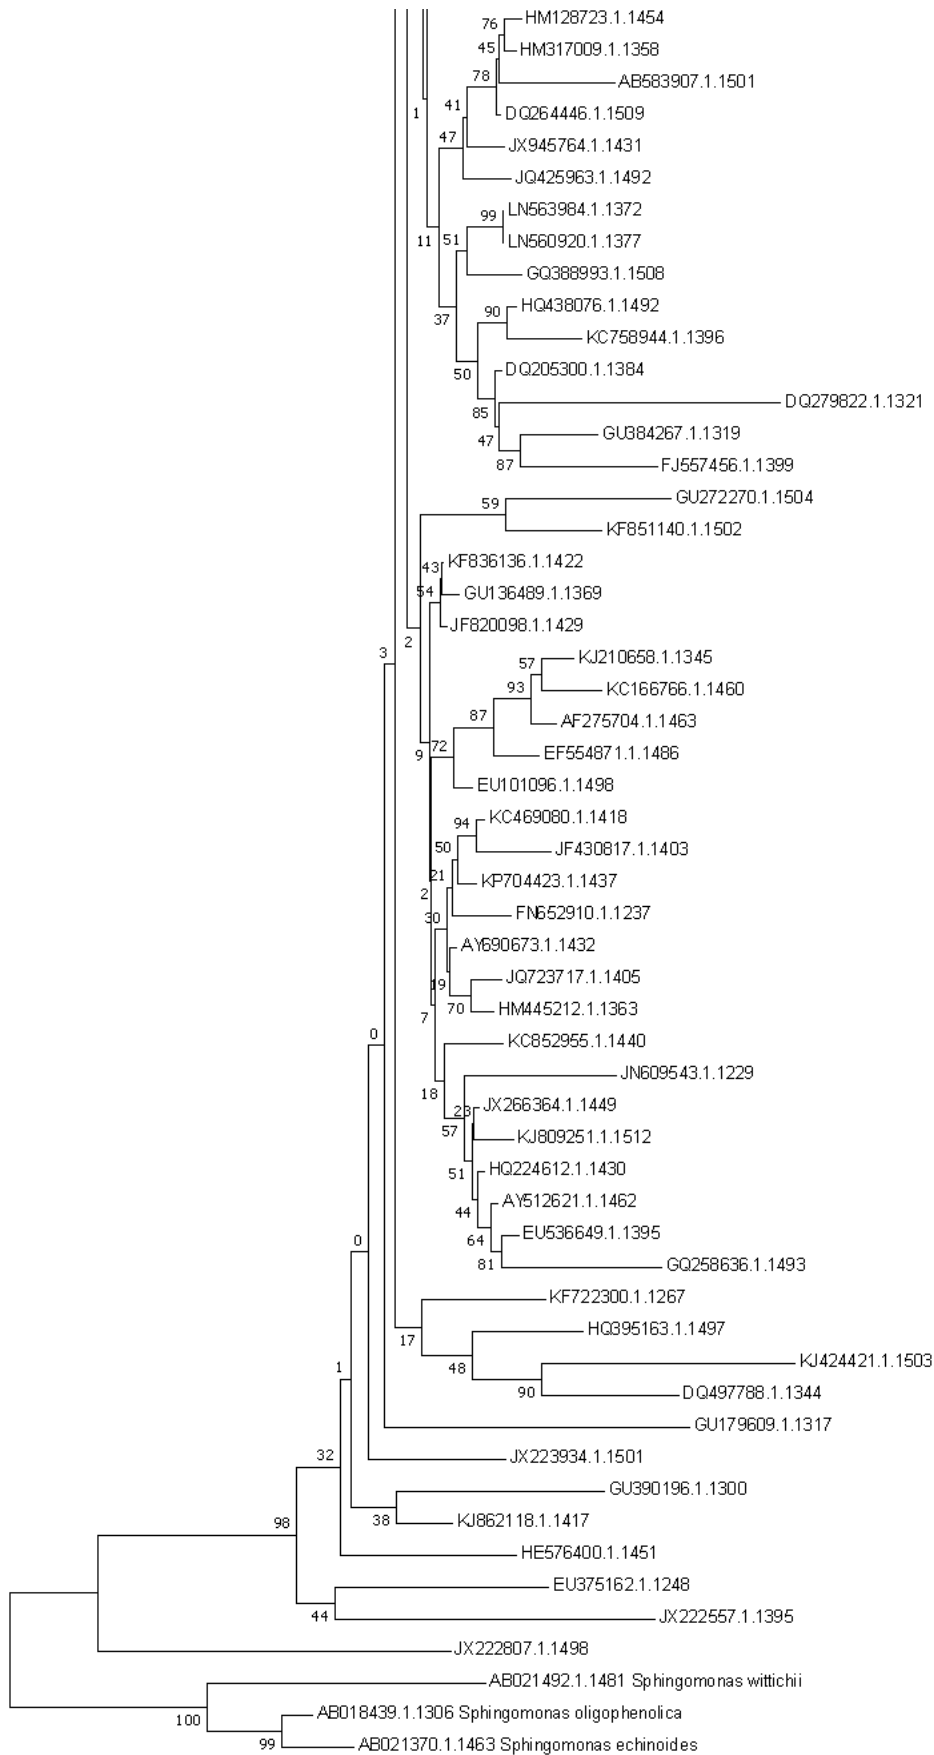 HM128723.1.1454
76
45
HM317009.1.1358
78
AB583907.1.1501
41
1
DQ264446.1.1509
47
JX945764.1.1431
JQ425963.1.1492
LN563984.1.1372
99
11
51
LN560920.1.1377
GQ388993.1.1508
HQ438076.1.1492
90
37
KC758944.1.1396
50
DQ205300.1.1384
DQ279822.1.1321
85
GU384267.1.1319
47
87
FJ557456.1.1399
GU272270.1.1504
59
KF851140.1.1502
KF836136.1.1422
43
54
GU136489.1.1369
JF820098.1.1429
2
3
KJ210658.1.1345
57
93
KC166766.1.1460
87
AF275704.1.1463
72
9
EF554871.1.1486
EU101096.1.1498
KC469080.1.1418
94
50
JF430817.1.1403
21
KP704423.1.1437
2
30
FN652910.1.1237
AY690673.1.1432
19
JQ723717.1.1405
70
HM445212.1.1363
7
0
KC852955.1.1440
JN609543.1.1229
18
23
JX266364.1.1449
57
KJ809251.1.1512
51
HQ224612.1.1430
44
AY512621.1.1462
64
EU536649.1.1395
0
81
GQ258636.1.1493
KF722300.1.1267
17
HQ395163.1.1497
1
48
KJ424421.1.1503
90
DQ497788.1.1344
GU179609.1.1317
32
JX223934.1.1501
GU390196.1.1300
98
38
KJ862118.1.1417
HE576400.1.1451
EU375162.1.1248
44
JX222557.1.1395
JX222807.1.1498
AB021492.1.1481 Sphingomonas wittichii
100
AB018439.1.1306 Sphingomonas oligophenolica
99
AB021370.1.1463 Sphingomonas echinoides